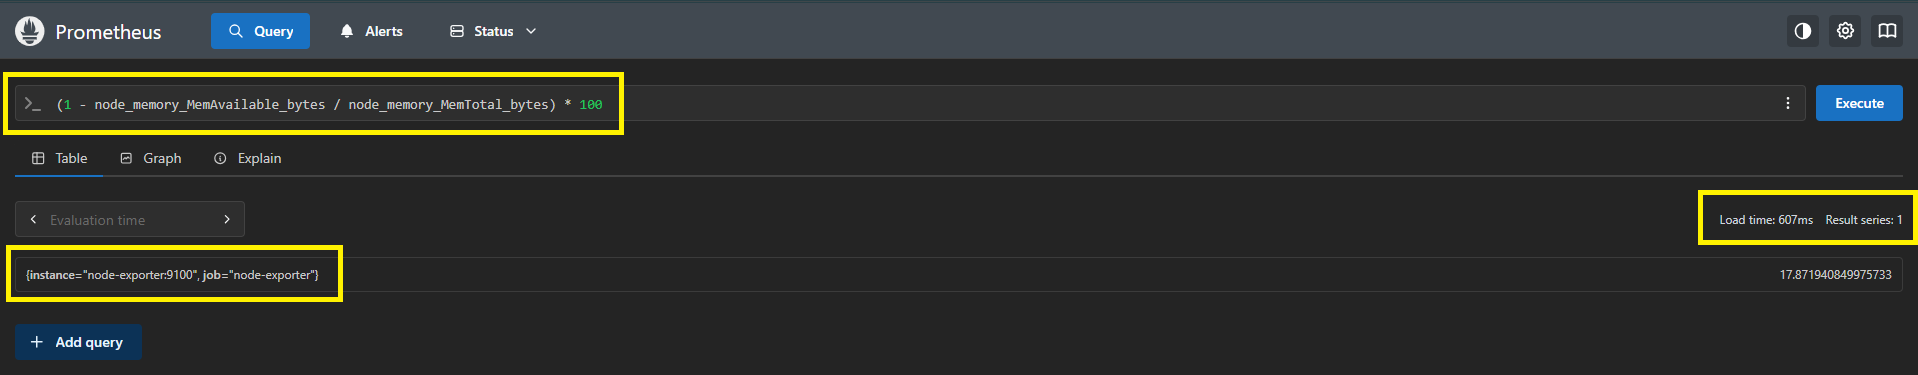 Prometheus Query Alerts Status
(1 - node_memory_MemAvailable_bytes / node_memory_MemTotal_bytes) * 100 Execute
Table Graph Explain
Evaluation time Load time: 607ms Result series: 1
{instance="node-exporter:9100", job="node-exporter"} 17.871940849975733
Add query